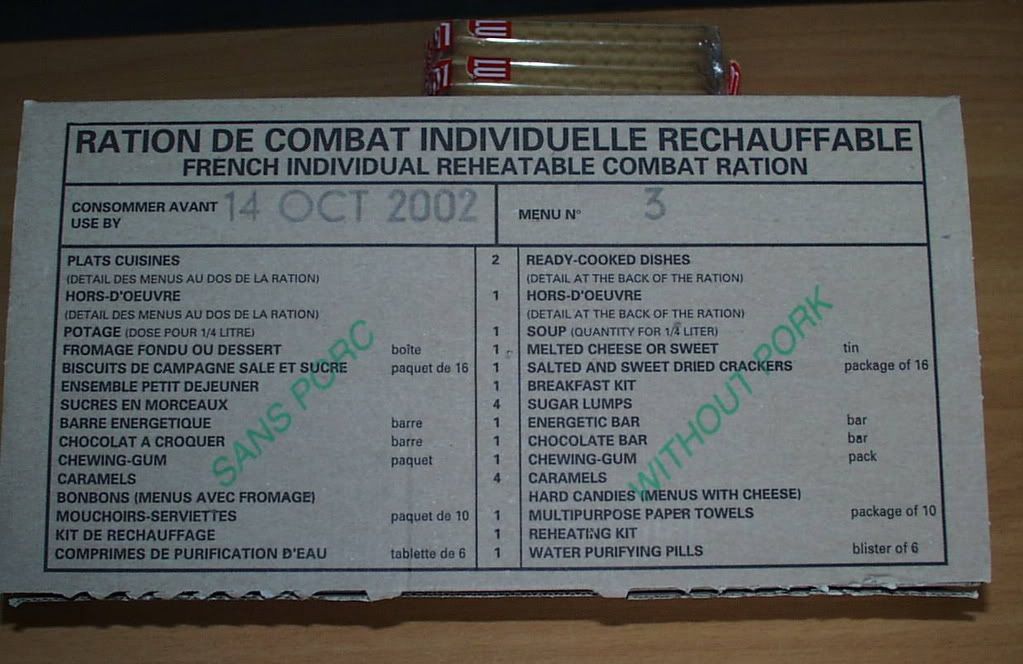 LU
LU
RATION DE COMBAT INDIVIDUELLE RECHAUFFABLE
FRENCH INDIVIDUAL REHEATABLE COMBAT RATION
CONSOMMER AVANT 14 OCT 2002 MENU N° 3
USE BY
PLATS CUISINES 2 READY-COOKED DISHES
(DETAIL DES MENUS AU DOS DE LA RATION) (DETAIL AT THE BACK OF THE RATION)
HORS-D'OEUVRE 1 HORS-D'OEUVRE
(DETAIL DES MENUS AU DOS DE LA RATION) (DETAIL AT THE BACK OF THE RATION)
POTAGE (DOSE POUR 1/4 LITRE) 1 SOUP (QUANTITY FOR 1/4 LITER)
FROMAGE FONDU OU DESSERT boîte 1 MELTED CHEESE OR SWEET tin
BISCUITS DE CAMPAGNE SALE ET SUCRE paquet de 16 1 SALTED AND SWEET DRIED CRACKERS package of 16
ENSEMBLE PETIT DEJEUNER 1 BREAKFAST KIT
SUCRES EN MORCEAUX 4 SUGAR LUMPS
BARRE ENERGETIQUE barre 1 ENERGETIC BAR bar
CHOCOLAT A CROQUER barre 1 CHOCOLATE BAR bar
CHEWING-GUM paquet 1 CHEWING-GUM pack
CARAMELS 4 CARAMELS
BONBONS (MENUS AVEC FROMAGE) HARD CANDIES (MENUS WITH CHEESE)
MOUCHOIRS-SERVIETTES paquet de 10 1 MULTIPURPOSE PAPER TOWELS package of 10
KIT DE RECHAUFFAGE 1 REHEATING KIT
COMPRIMES DE PURIFICATION D'EAU tablette de 6 1 WATER PURIFYING PILLS blister of 6
SANS PORC
WITHOUT PORK